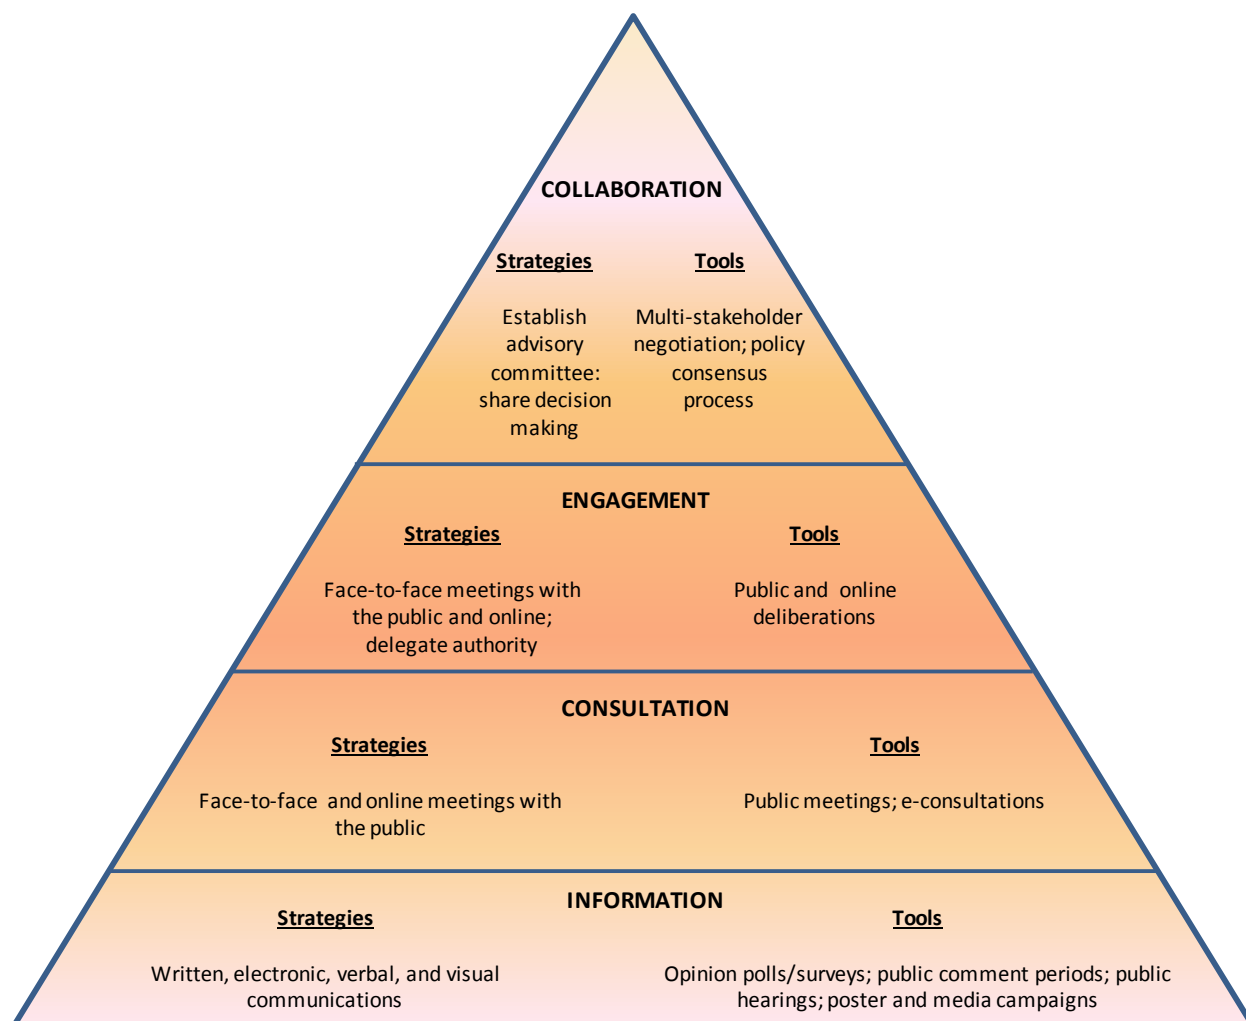 COLLABORATION
Strategies
Establish
advisory
committee:
share decision
making
Tools
Multi-stakeholder
negotiation; policy
consensus
process
ENGAGEMENT
Strategies
Face-to-face meetings with
the public and online;
delegate authority
Tools
Public and online
deliberations
CONSULTATION
Strategies
Face-to-face and online meetings with
the public
Tools
Public meetings; e-consultations
INFORMATION
Strategies
Written, electronic, verbal, and visual
communications
Tools
Opinion polls/surveys; public comment periods; public
hearings; poster and media campaigns